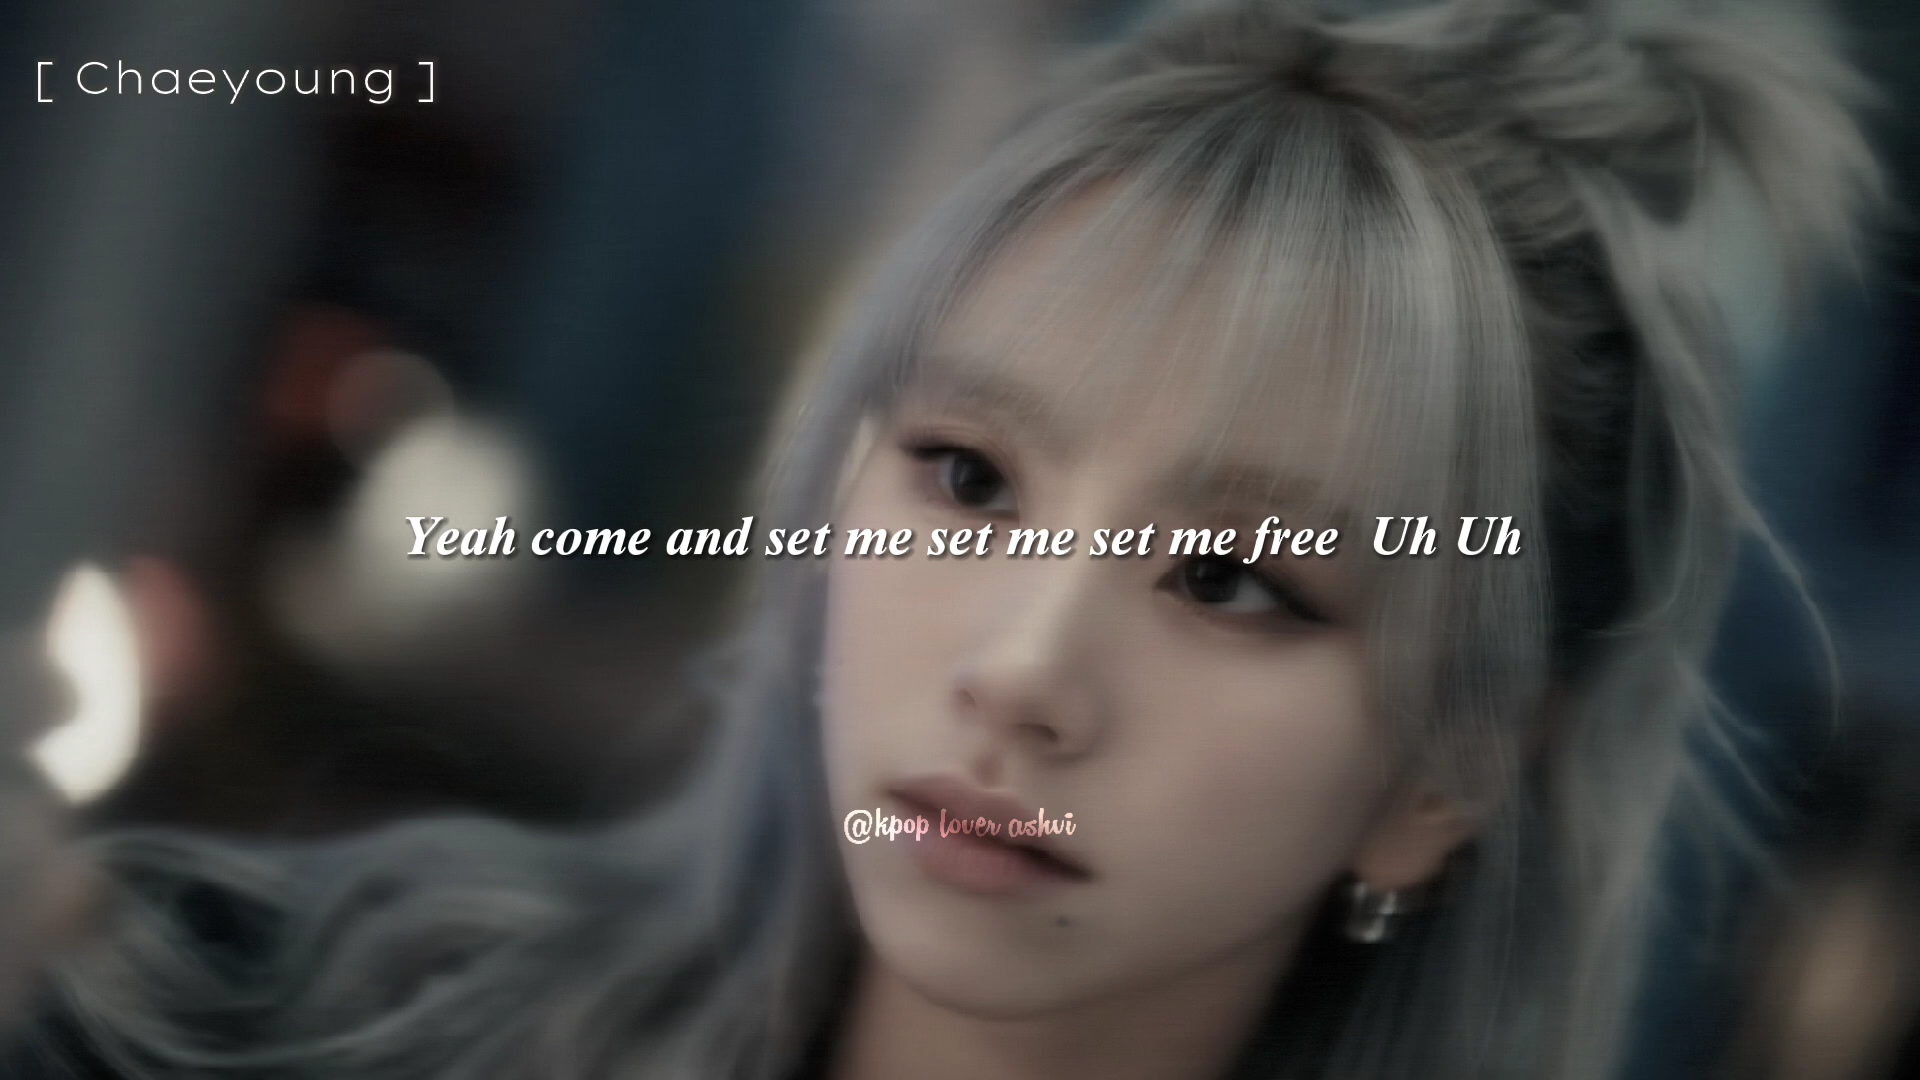 [ Chaeyoung ]
Yeah come and set me set me set me free  Uh Uh
@kpop lover ashvi